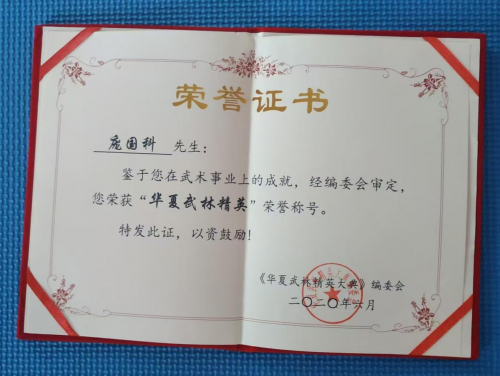 荣誉证书
庞国科 先生：
鉴于您在武术事业上的成就，经编委会审定，
您荣获“华夏武林精英”荣誉称号。
特发此证，以资鼓励！
《华夏武林精英大典》编委会
二〇二〇年六月